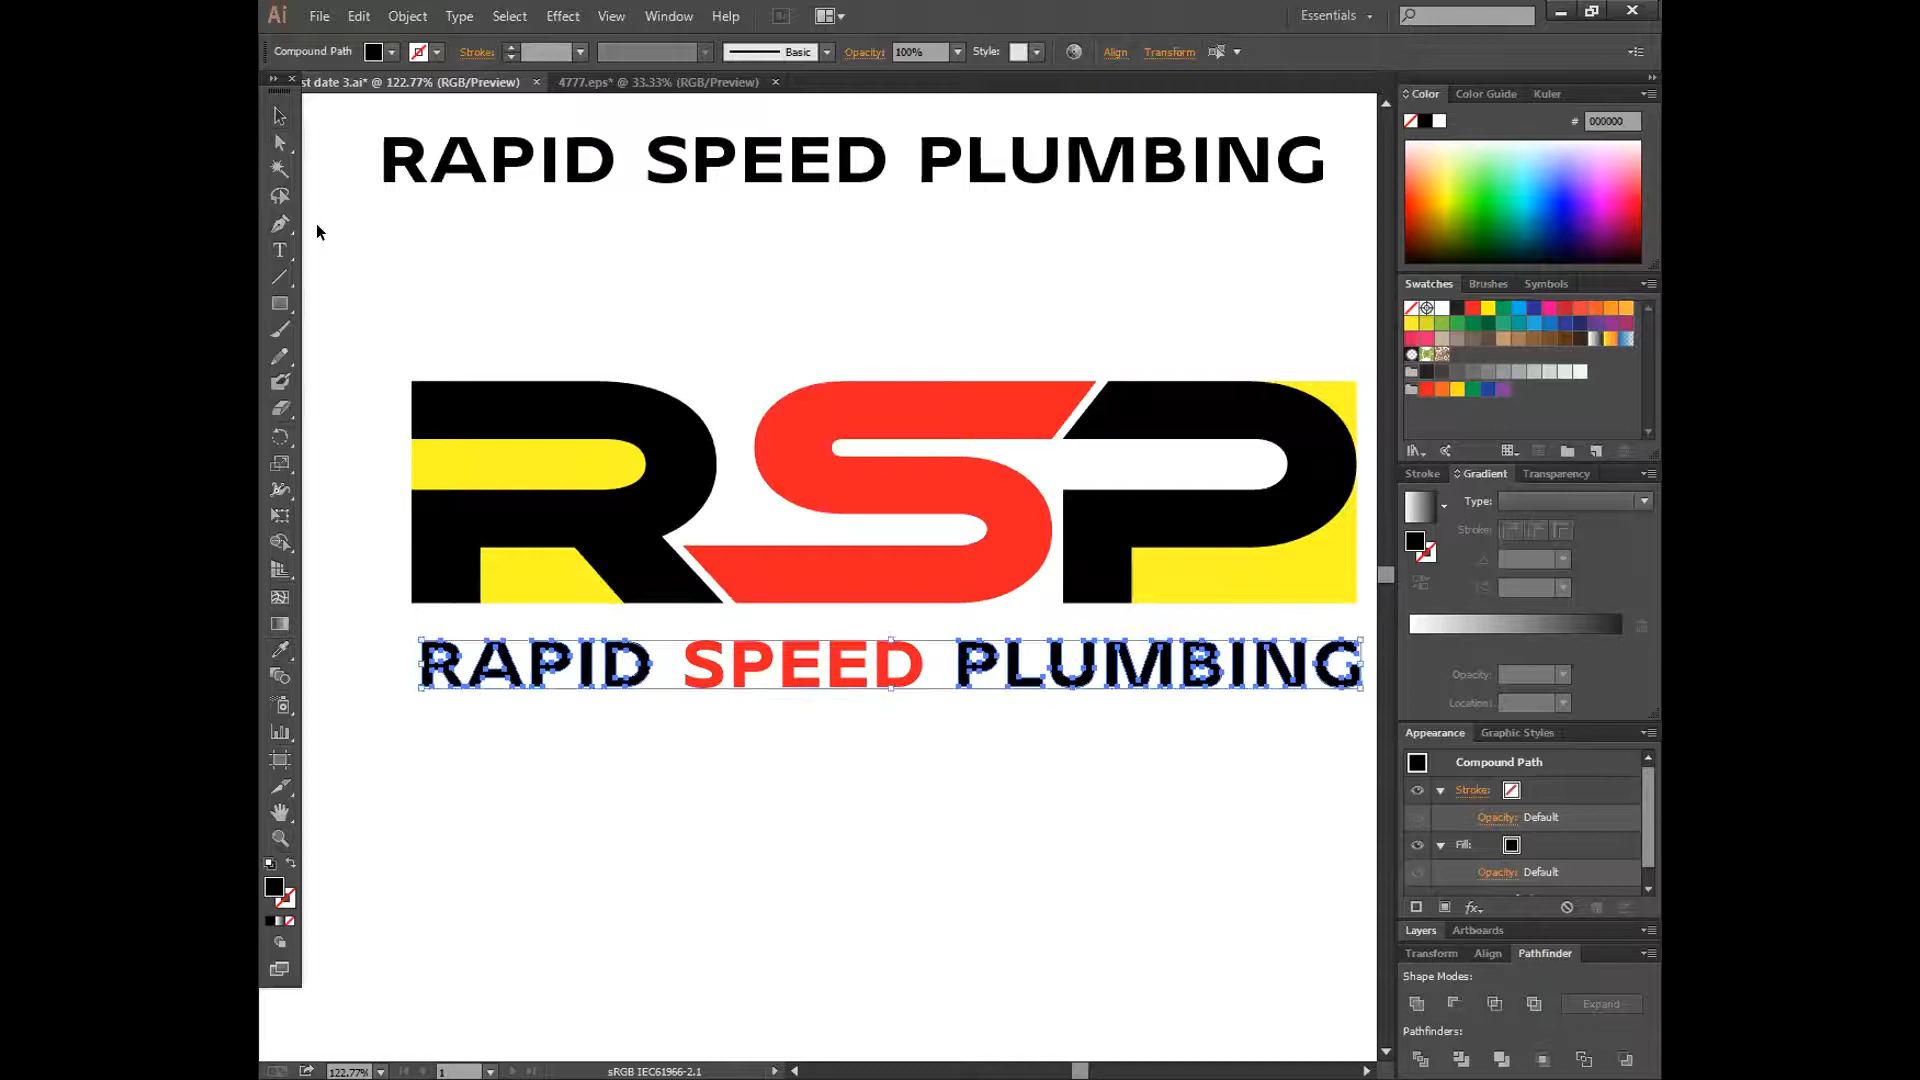 Ai File Edit Object Type Select Effect View Window Help Br Essentials
Compound Path Stroke: Basic Opacity: 100% Style: Align Transform
st date 3.ai* @ 122.77% (RGB/Preview) 4777.eps* @ 33.33% (RGB/Preview)
RAPID SPEED PLUMBING
RSP
RAPID SPEED PLUMBING
T
Color Color Guide Kuler
# 000000
Swatches Brushes Symbols
Stroke Gradient Transparency
Type:
Stroke:
Opacity:
Location:
Appearance Graphic Styles
Compound Path
Stroke:
Opacity: Default
Fill:
Opacity: Default
fx
Layers Artboards
Transform Align Pathfinder
Shape Modes:
Expand
Pathfinders:
122.77% 1 sRGB IEC61966-2.1